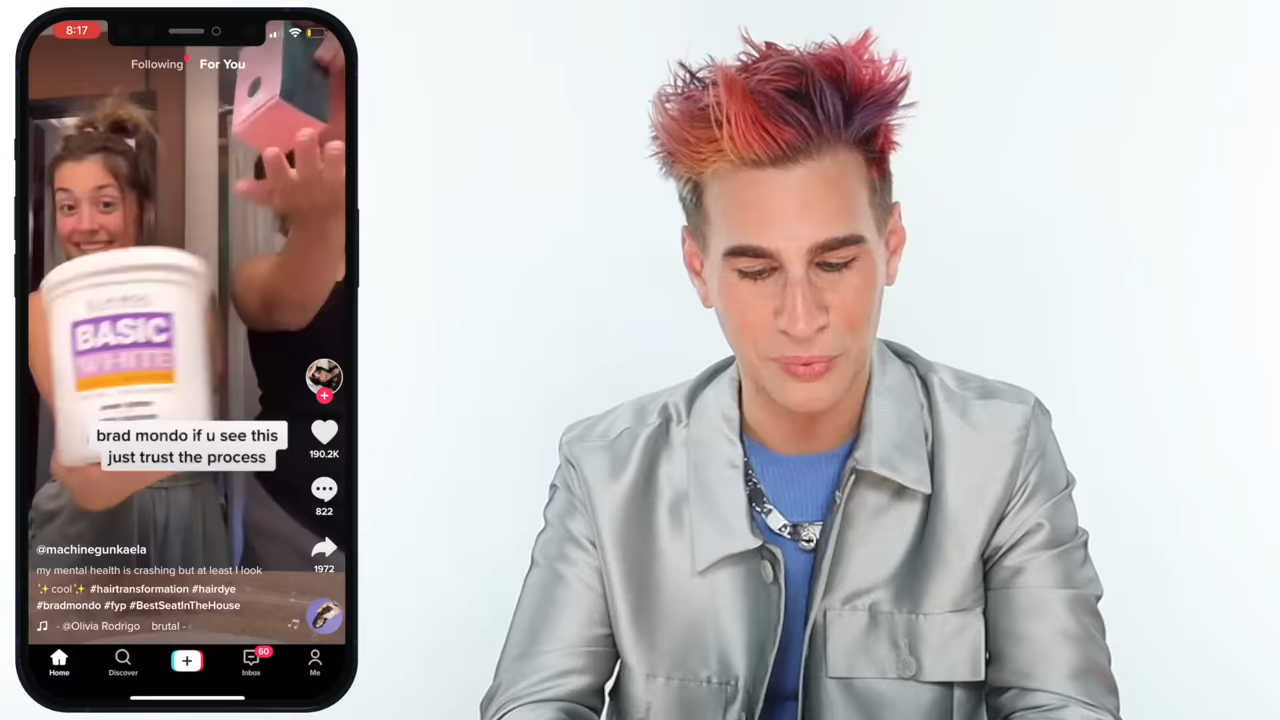 8:17
Following For You
CLAIROL
BASIC
WHITE
brad mondo if u see this
just trust the process
190.2K
822
1972
@machinegunkaela
my mental health is crashing but at least I look
✨cool✨ #hairtransformation #hairdye
#bradmondo #fyp #BestSeatInTheHouse
- @Olivia Rodrigo brutal -
60
Home Discover Inbox Me